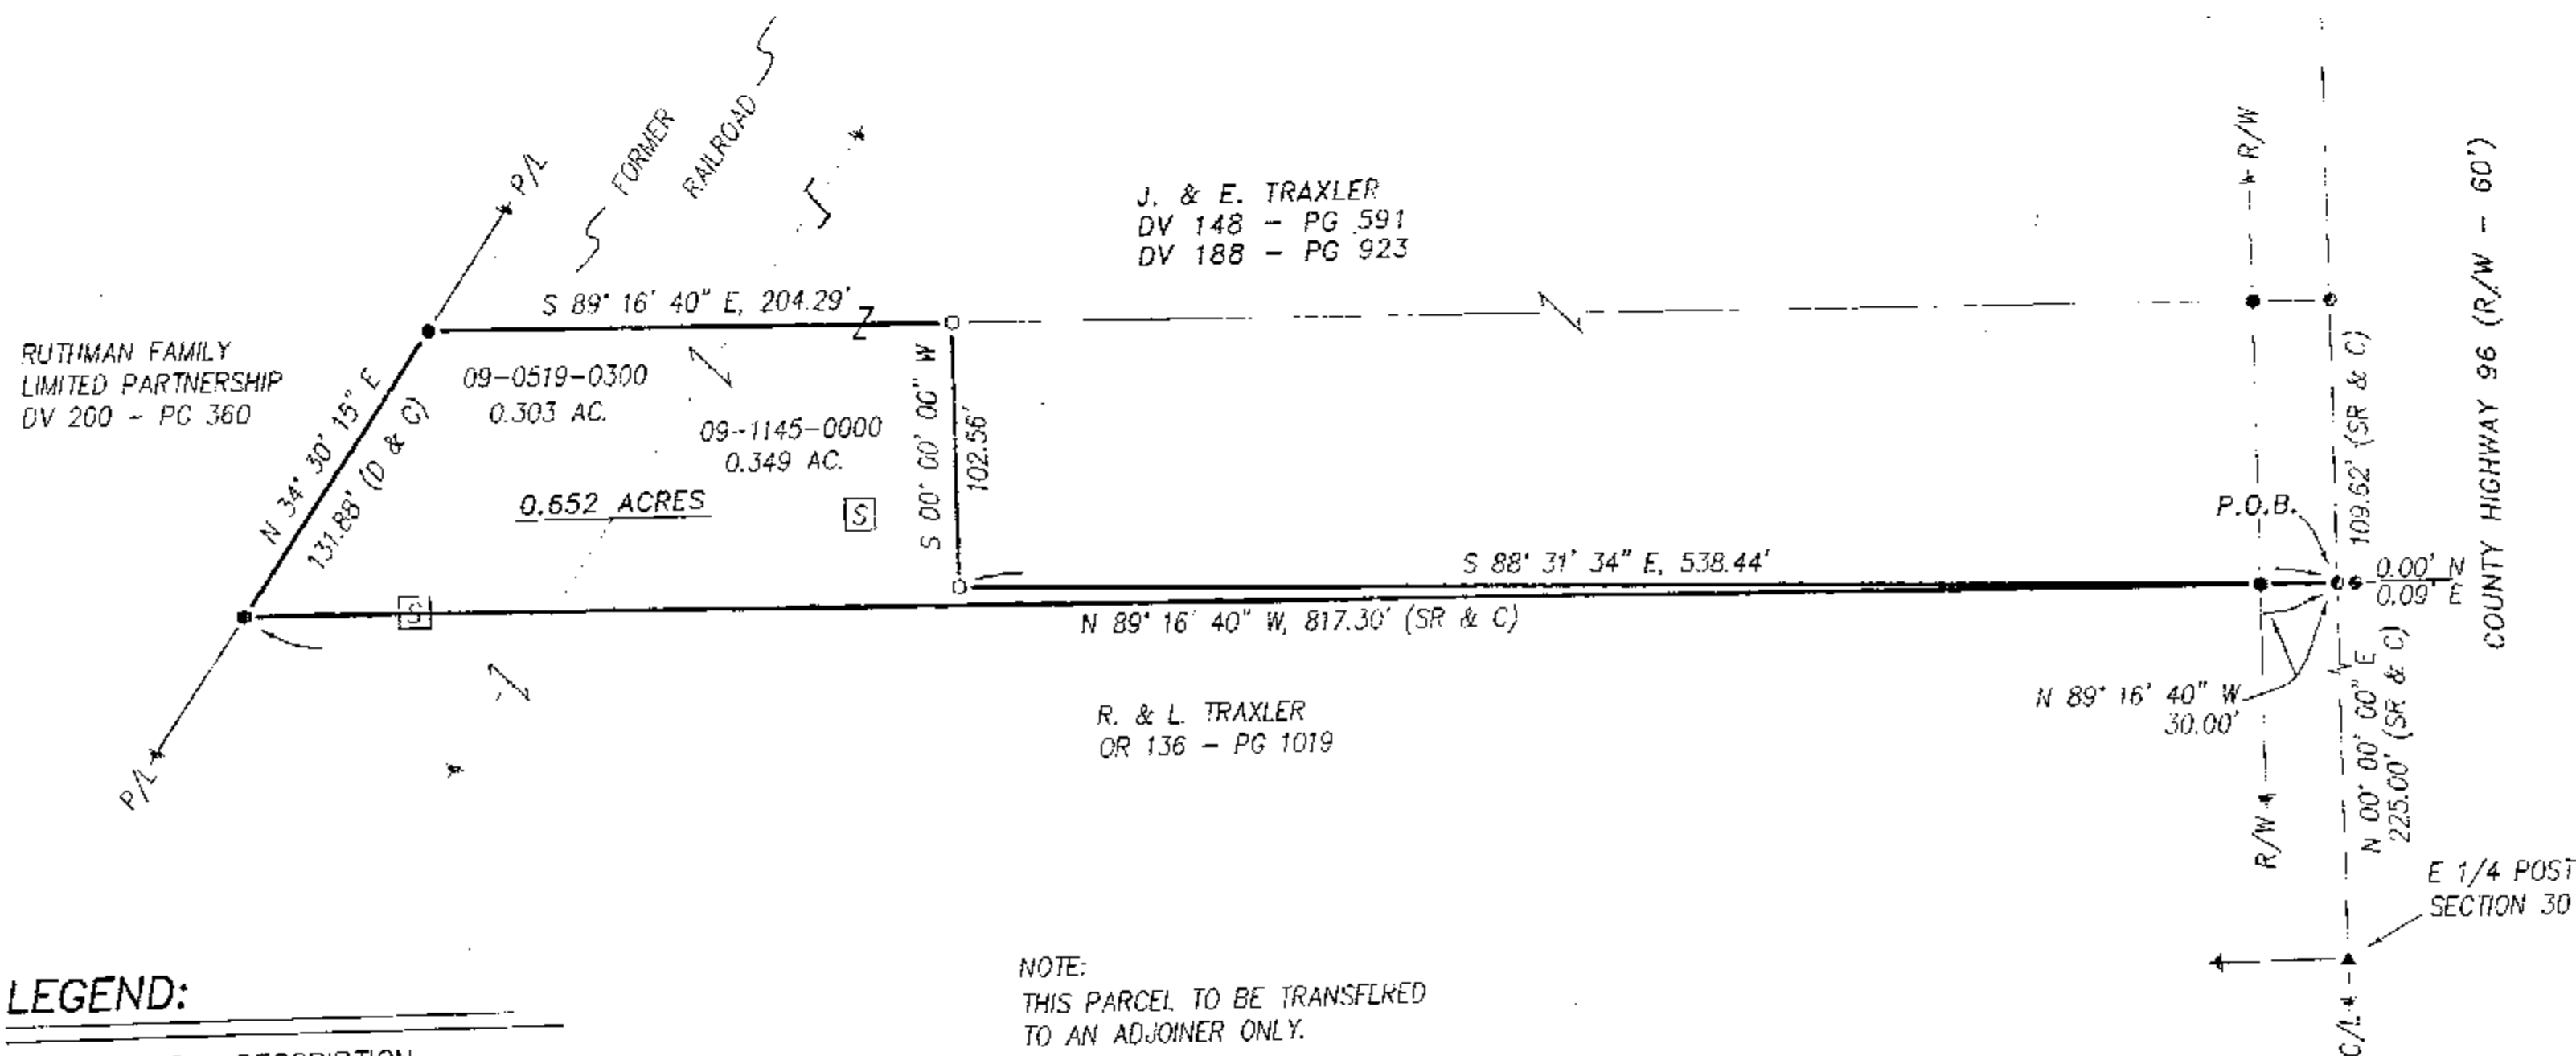 FORMER
RAILROAD
P/L
R/W
COUNTY HIGHWAY 96 (R/W - 60')
J. & E. TRAXLER
DV 148 - PG 591
DV 188 - PG 923
S 89° 16' 40" E, 204.29'
RUTHMAN FAMILY
LIMITED PARTNERSHIP
DV 200 - PG 360
N 34° 30' 15" E
131.88' (D & C)
09-0519-0300
0.303 AC.
09-1145-0000
0.349 AC.
0.652 ACRES
S
S 00° 00' 00" W
102.56'
109.62' (SR & C)
P.O.B.
S 88° 31' 34" E, 538.44'
0.00' N
0.09' E
S
N 89° 16' 40" W, 817.30' (SR & C)
N 89° 16' 40" W
30.00'
N 00° 00' 00" E
225.00' (SR & C)
R. & L. TRAXLER
OR 136 - PG 1019
P/L
R/W
E 1/4 POST
SECTION 30
C/L
LEGEND:
NOTE:
THIS PARCEL TO BE TRANSFERED
TO AN ADJOINER ONLY.